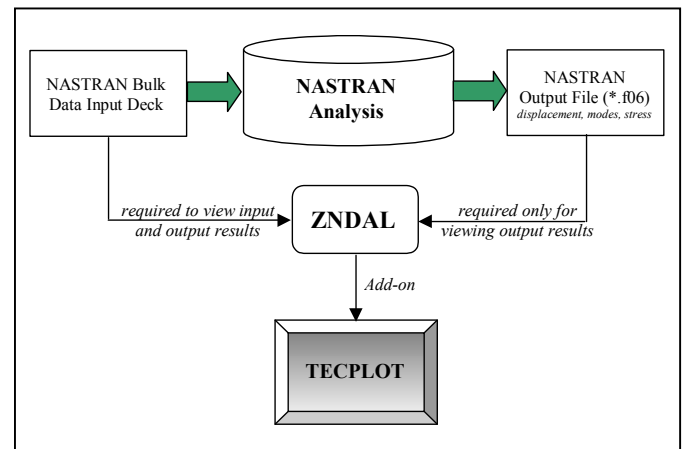 NASTRAN Bulk
Data Input Deck
NASTRAN
Analysis
NASTRAN
Output File (*.f06)
displacement, modes, stress
required to view input
and output results
ZNDAL
required only for
viewing output results
Add-on
TECPLOT